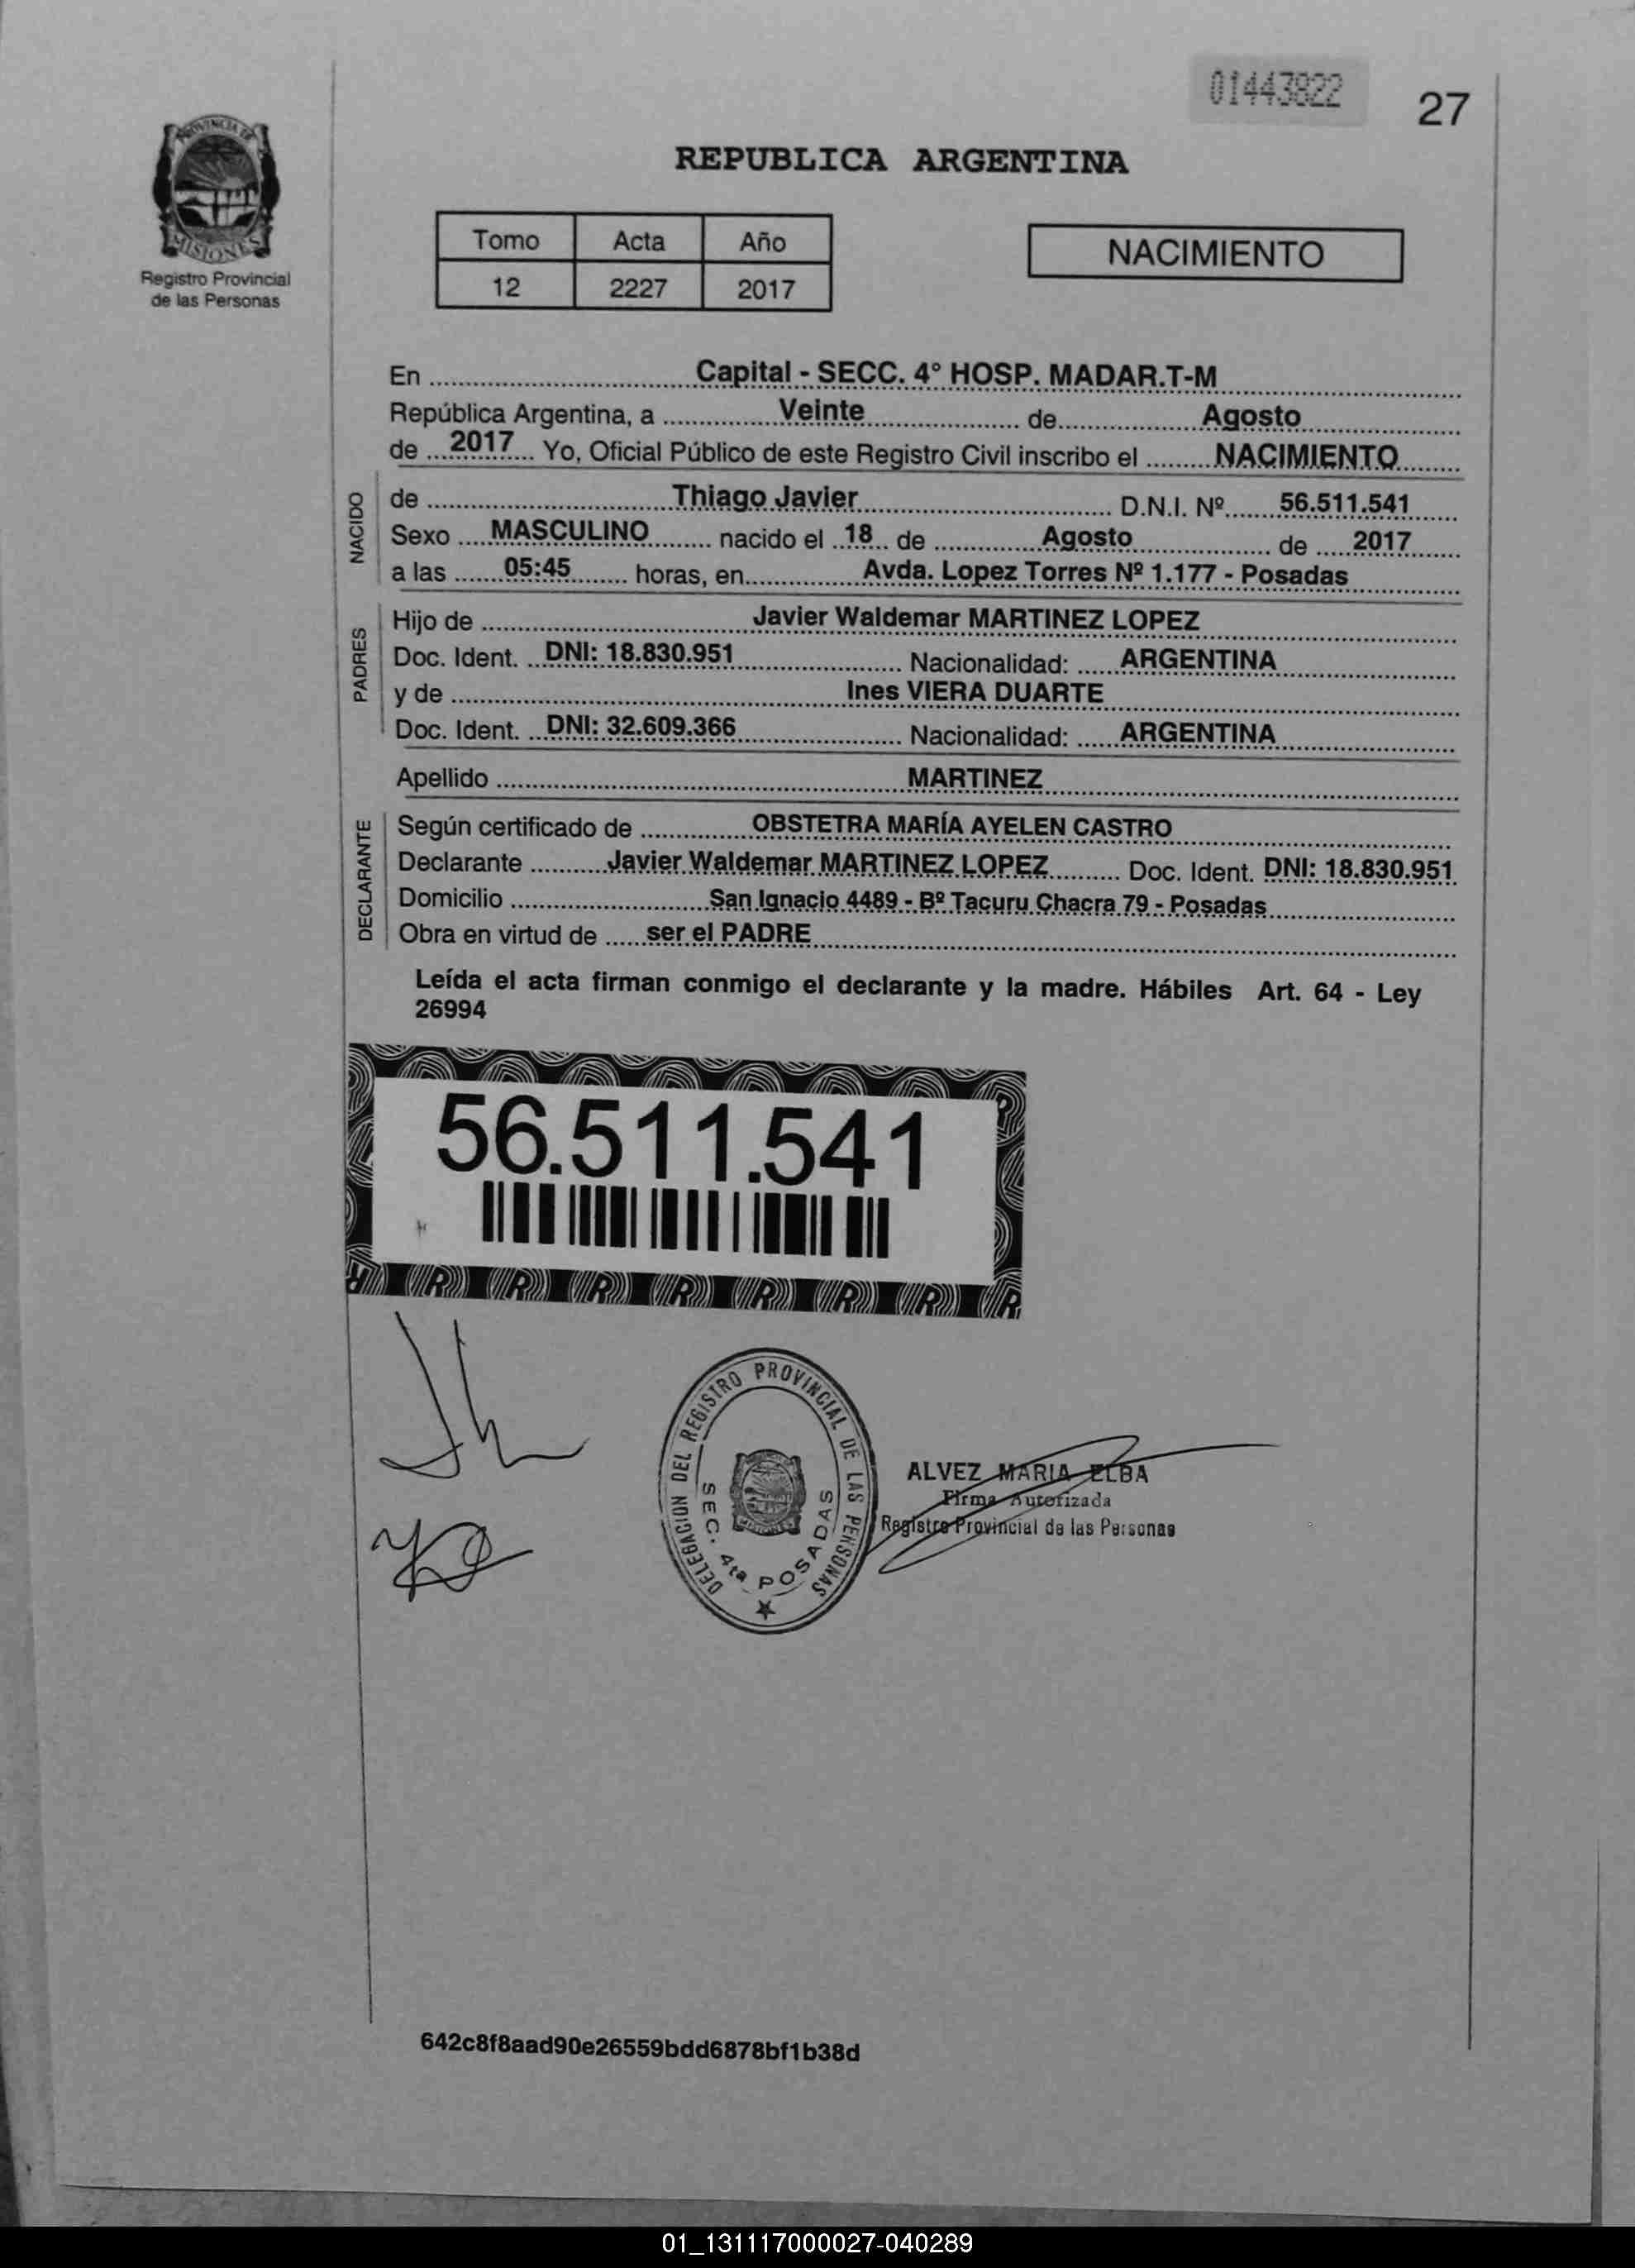 01443822
27
PROVINCIA DE
MISIONES
Registro Provincial
de las Personas
REPUBLICA ARGENTINA
Tomo Acta Año
12 2227 2017
NACIMIENTO
En Capital - SECC. 4° HOSP. MADAR.T-M
República Argentina, a Veinte de Agosto
de 2017 Yo, Oficial Público de este Registro Civil inscribo el NACIMIENTO
NACIDO
de Thiago Javier D.N.I. Nº 56.511.541
Sexo MASCULINO nacido el 18 de Agosto de 2017
a las 05:45 horas, en Avda. Lopez Torres Nº 1.177 - Posadas
PADRES
Hijo de Javier Waldemar MARTINEZ LOPEZ
Doc. Ident. DNI: 18.830.951 Nacionalidad: ARGENTINA
y de Ines VIERA DUARTE
Doc. Ident. DNI: 32.609.366 Nacionalidad: ARGENTINA
Apellido MARTINEZ
DECLARANTE
Según certificado de OBSTETRA MARÍA AYELEN CASTRO
Declarante Javier Waldemar MARTINEZ LOPEZ Doc. Ident. DNI: 18.830.951
Domicilio San Ignacio 4489 - Bº Tacuru Chacra 79 - Posadas
Obra en virtud de ser el PADRE
Leída el acta firman conmigo el declarante y la madre. Hábiles Art. 64 - Ley
26994
56.511.541
DELEGACION DEL REGISTRO PROVINCIAL DE LAS PERSONAS
SEC. 4ta POSADAS
ALVEZ MARIA ELBA
Firma Autorizada
Registro Provincial de las Personas
642c8f8aad90e26559bdd6878bf1b38d
01_131117000027-040289